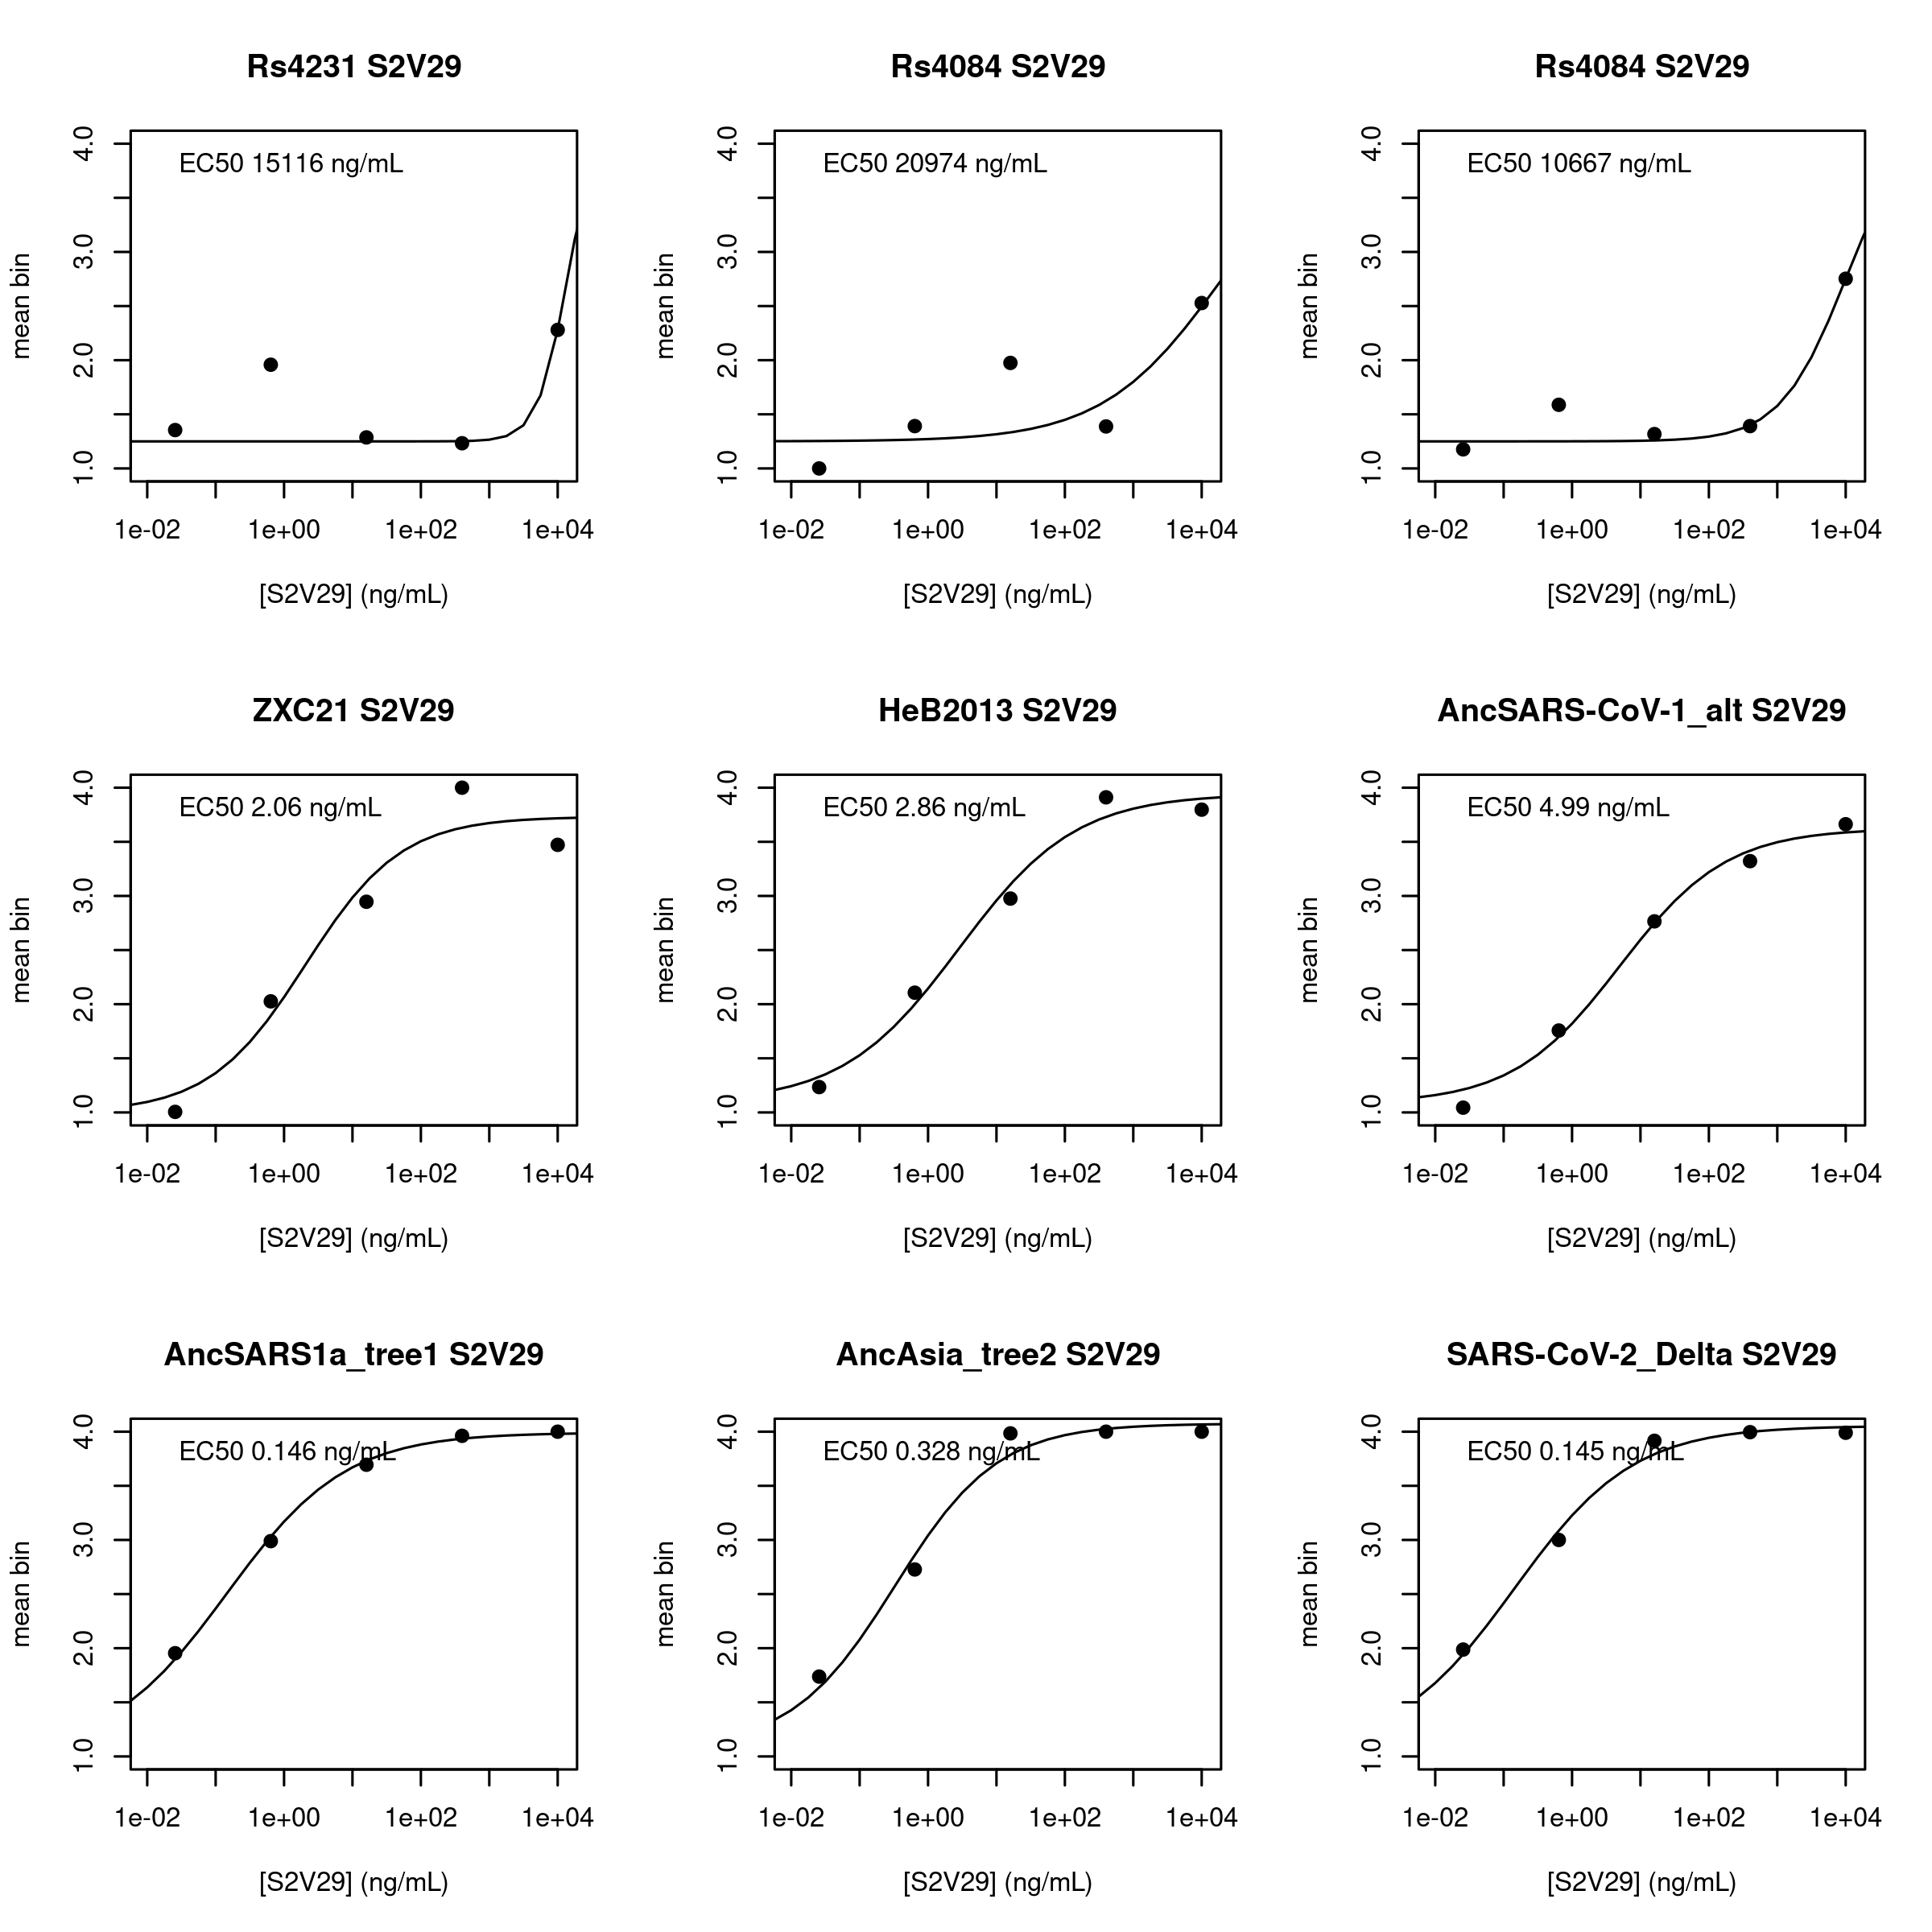 Rs4231 S2V29
EC50 15116 ng/mL
mean bin
1.0 2.0 3.0 4.0
1e-02 1e+00 1e+02 1e+04
[S2V29] (ng/mL)
Rs4084 S2V29
EC50 20974 ng/mL
mean bin
1.0 2.0 3.0 4.0
1e-02 1e+00 1e+02 1e+04
[S2V29] (ng/mL)
Rs4084 S2V29
EC50 10667 ng/mL
mean bin
1.0 2.0 3.0 4.0
1e-02 1e+00 1e+02 1e+04
[S2V29] (ng/mL)
ZXC21 S2V29
EC50 2.06 ng/mL
mean bin
1.0 2.0 3.0 4.0
1e-02 1e+00 1e+02 1e+04
[S2V29] (ng/mL)
HeB2013 S2V29
EC50 2.86 ng/mL
mean bin
1.0 2.0 3.0 4.0
1e-02 1e+00 1e+02 1e+04
[S2V29] (ng/mL)
AncSARS-CoV-1_alt S2V29
EC50 4.99 ng/mL
mean bin
1.0 2.0 3.0 4.0
1e-02 1e+00 1e+02 1e+04
[S2V29] (ng/mL)
AncSARS1a_tree1 S2V29
EC50 0.146 ng/mL
mean bin
1.0 2.0 3.0 4.0
1e-02 1e+00 1e+02 1e+04
[S2V29] (ng/mL)
AncAsia_tree2 S2V29
EC50 0.328 ng/mL
mean bin
1.0 2.0 3.0 4.0
1e-02 1e+00 1e+02 1e+04
[S2V29] (ng/mL)
SARS-CoV-2_Delta S2V29
EC50 0.145 ng/mL
mean bin
1.0 2.0 3.0 4.0
1e-02 1e+00 1e+02 1e+04
[S2V29] (ng/mL)